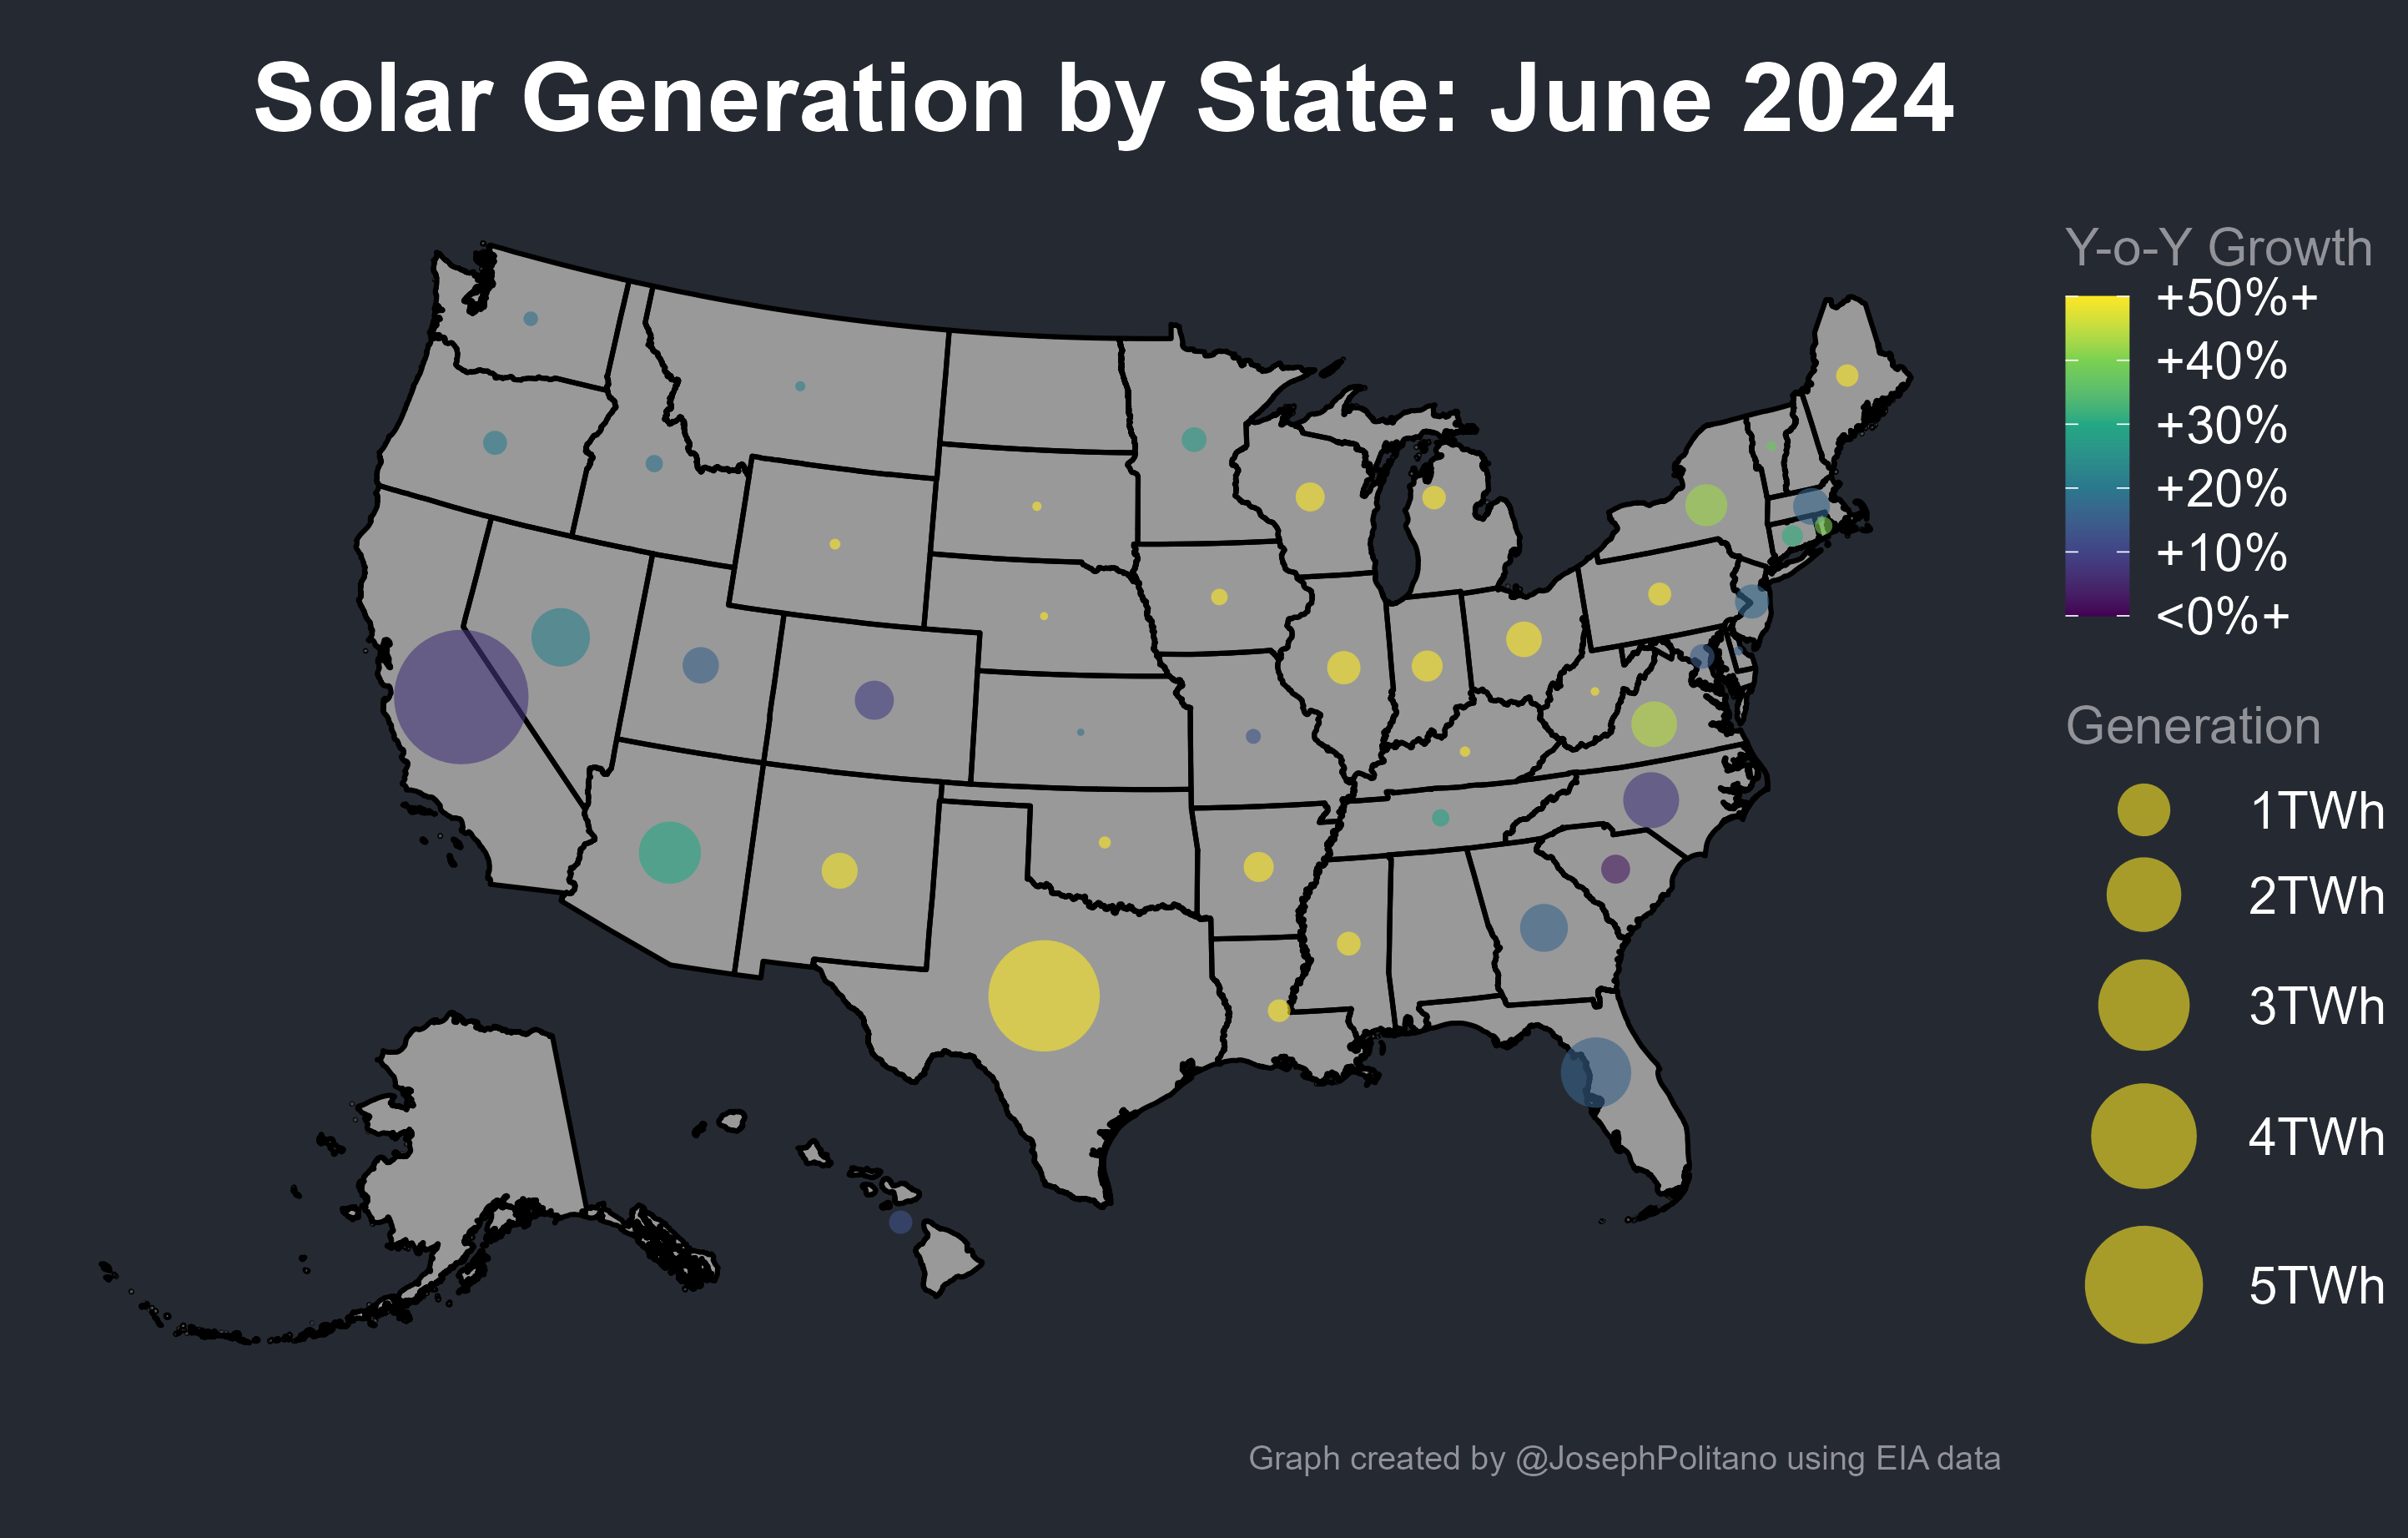 Solar Generation by State: June 2024
Y-o-Y Growth
+50%+
+40%
+30%
+20%
+10%
<0%+
Generation
1TWh
2TWh
3TWh
4TWh
5TWh
Graph created by @JosephPolitano using EIA data